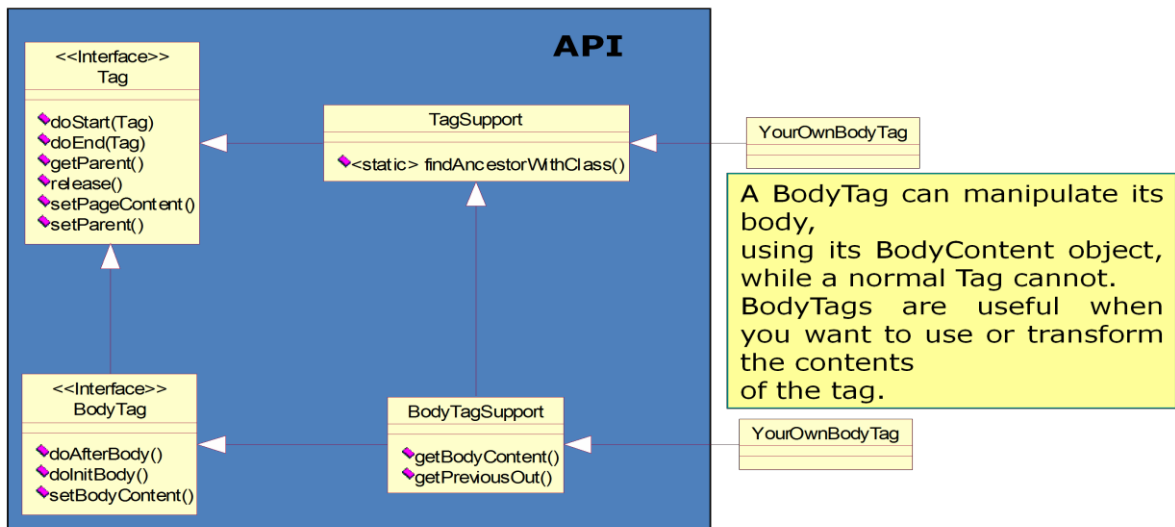 API
<<Interface>>
Tag
doStart(Tag)
doEnd(Tag)
getParent()
release()
setPageContent()
setParent()
TagSupport
<static> findAncestorWithClass()
YourOwnBodyTag
A BodyTag can manipulate its
body,
using its BodyContent object,
while a normal Tag cannot.
BodyTags are useful when
you want to use or transform
the contents
of the tag.
<<Interface>>
BodyTag
doAfterBody()
doInitBody()
setBodyContent()
BodyTagSupport
getBodyContent()
getPreviousOut()
YourOwnBodyTag